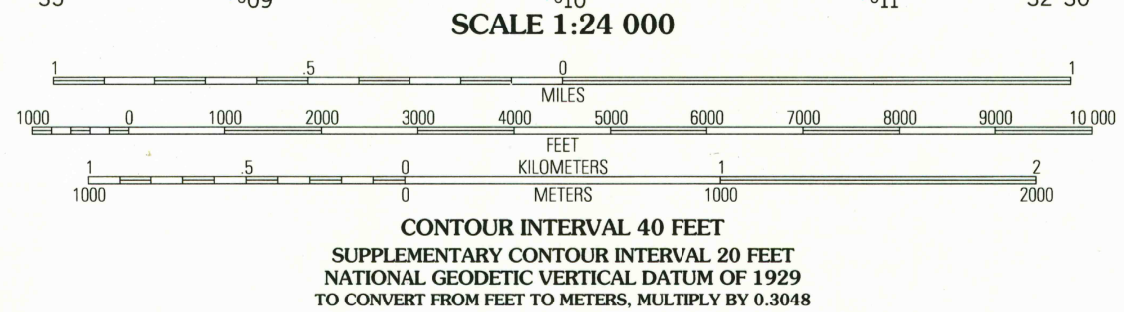 SCALE 1:24 000
1 .5 0 1
MILES
1000 0 1000 2000 3000 4000 5000 6000 7000 8000 9000 10 000
FEET
1 .5 0 KILOMETERS 1 2
1000 0 METERS 1000 2000
CONTOUR INTERVAL 40 FEET
SUPPLEMENTARY CONTOUR INTERVAL 20 FEET
NATIONAL GEODETIC VERTICAL DATUM OF 1929
TO CONVERT FROM FEET TO METERS, MULTIPLY BY 0.3048